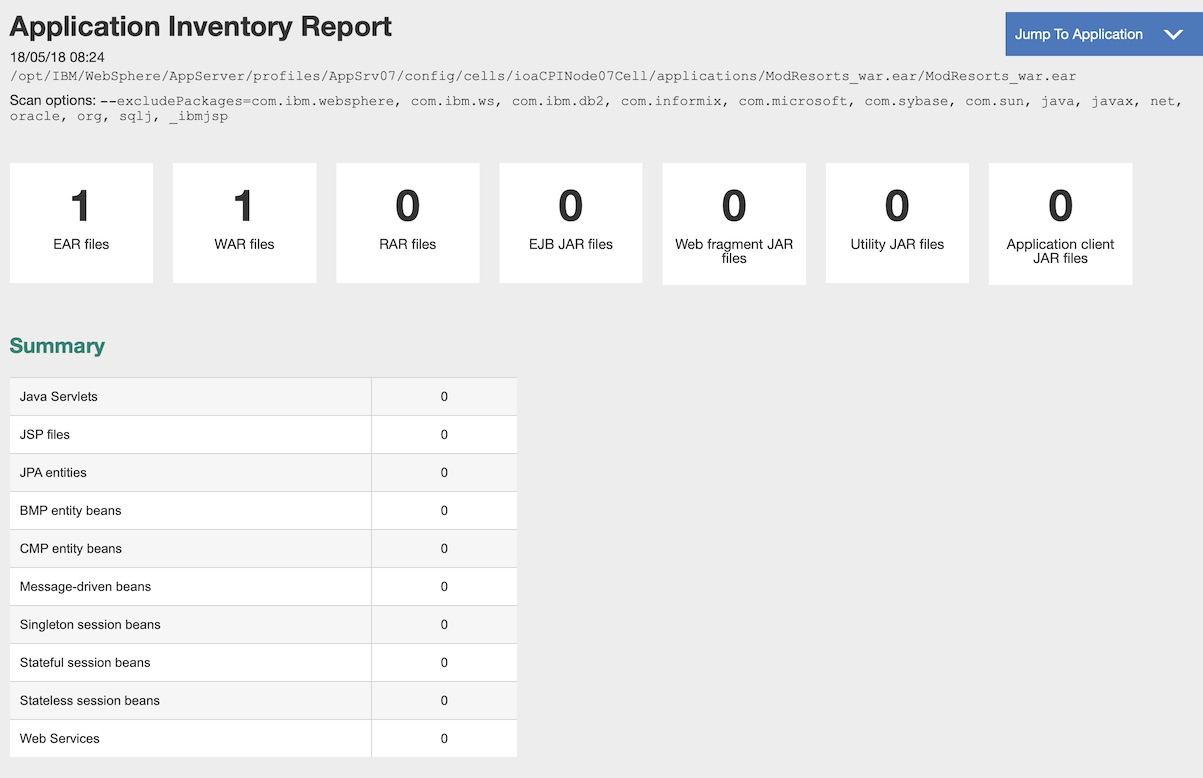 Application Inventory Report
Jump To Application
18/05/18 08:24
/opt/IBM/WebSphere/AppServer/profiles/AppSrv07/config/cells/ioaCPINode07Cell/applications/ModResorts_war.ear/ModResorts_war.ear
Scan options: --excludePackages=com.ibm.websphere, com.ibm.ws, com.ibm.db2, com.informix, com.microsoft, com.sybase, com.sun, java, javax, net,
oracle, org, sqlj, _ibmjsp
1
EAR files
1
WAR files
0
RAR files
0
EJB JAR files
0
Web fragment JAR
files
0
Utility JAR files
0
Application client
JAR files
Summary
Java Servlets 0
JSP files 0
JPA entities 0
BMP entity beans 0
CMP entity beans 0
Message-driven beans 0
Singleton session beans 0
Stateful session beans 0
Stateless session beans 0
Web Services 0